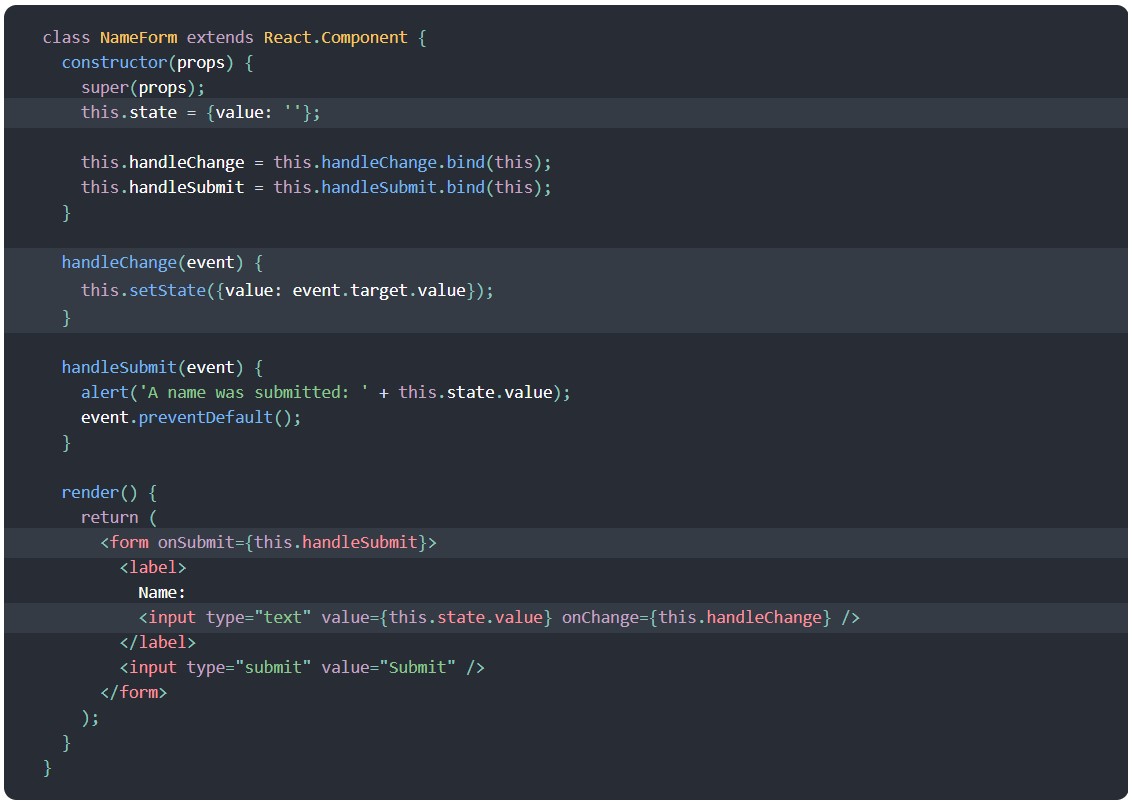 class NameForm extends React.Component {
  constructor(props) {
    super(props);
    this.state = {value: ''};

    this.handleChange = this.handleChange.bind(this);
    this.handleSubmit = this.handleSubmit.bind(this);
  }

  handleChange(event) {
    this.setState({value: event.target.value});
  }

  handleSubmit(event) {
    alert('A name was submitted: ' + this.state.value);
    event.preventDefault();
  }

  render() {
    return (
      <form onSubmit={this.handleSubmit}>
        <label>
          Name:
          <input type="text" value={this.state.value} onChange={this.handleChange} />
        </label>
        <input type="submit" value="Submit" />
      </form>
    );
  }
}